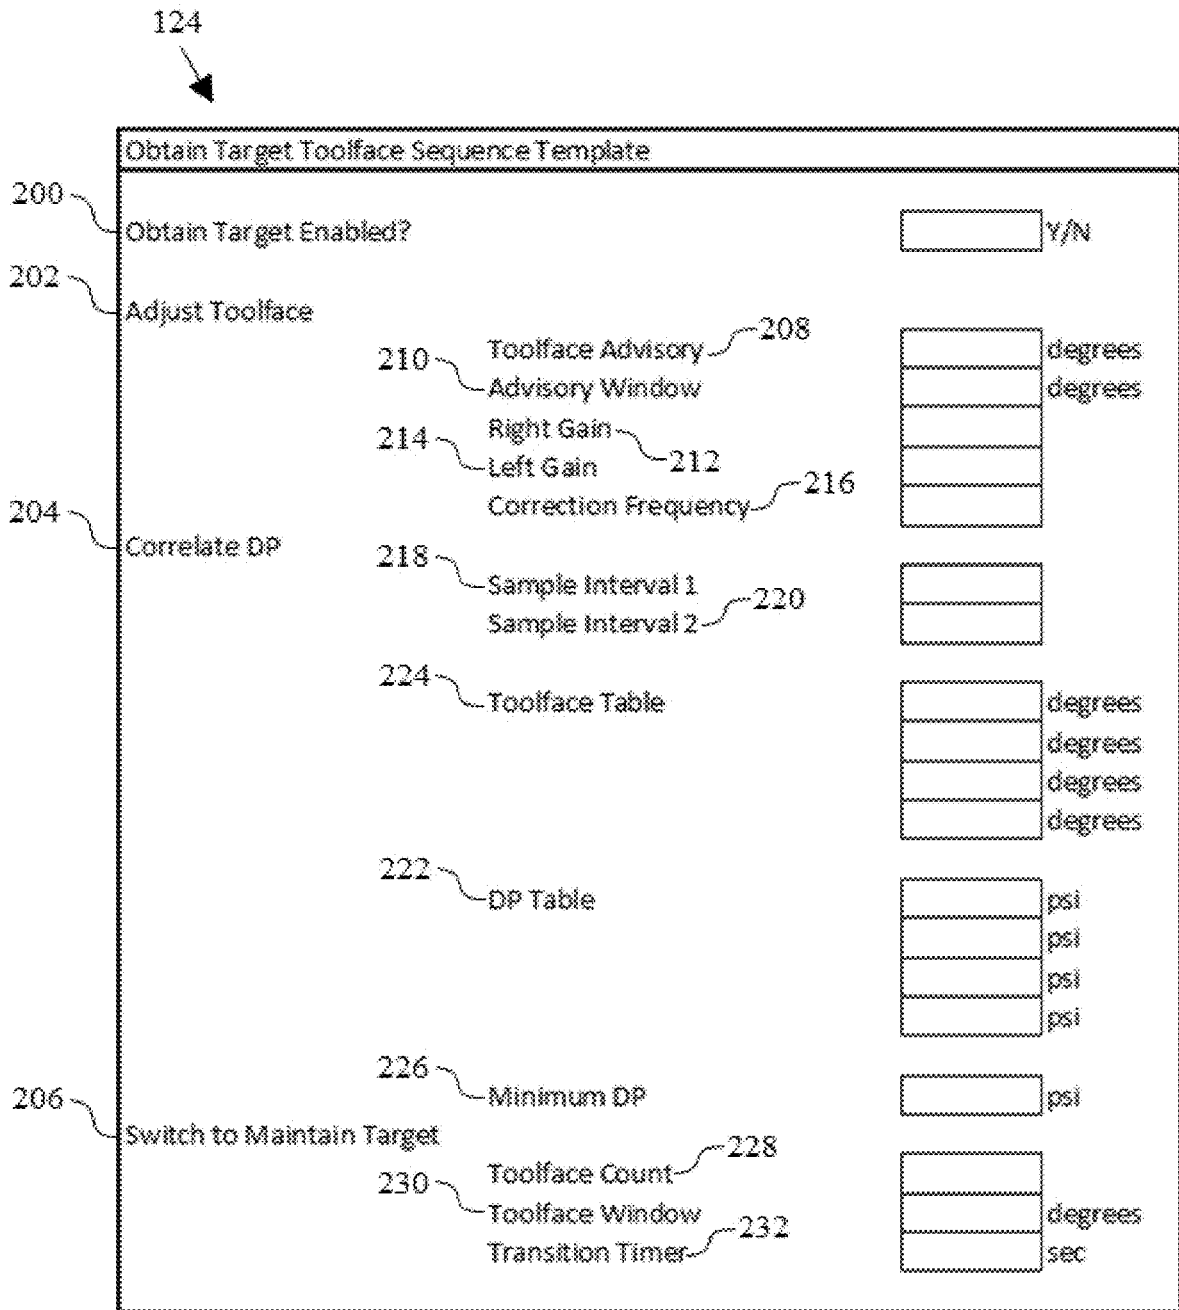 124
Obtain Target Toolface Sequence Template
200
Obtain Target Enabled? Y/N
202
Adjust Toolface
208
Toolface Advisory degrees
210
Advisory Window degrees
Right Gain
212
214
Left Gain
216
Correction Frequency
204
Correlate DP
218
Sample Interval 1
220
Sample Interval 2
224
Toolface Table degrees
degrees
degrees
degrees
222
DP Table psi
psi
psi
psi
226
Minimum DP psi
206
Switch to Maintain Target
228
Toolface Count
230
Toolface Window degrees
232
Transition Timer sec